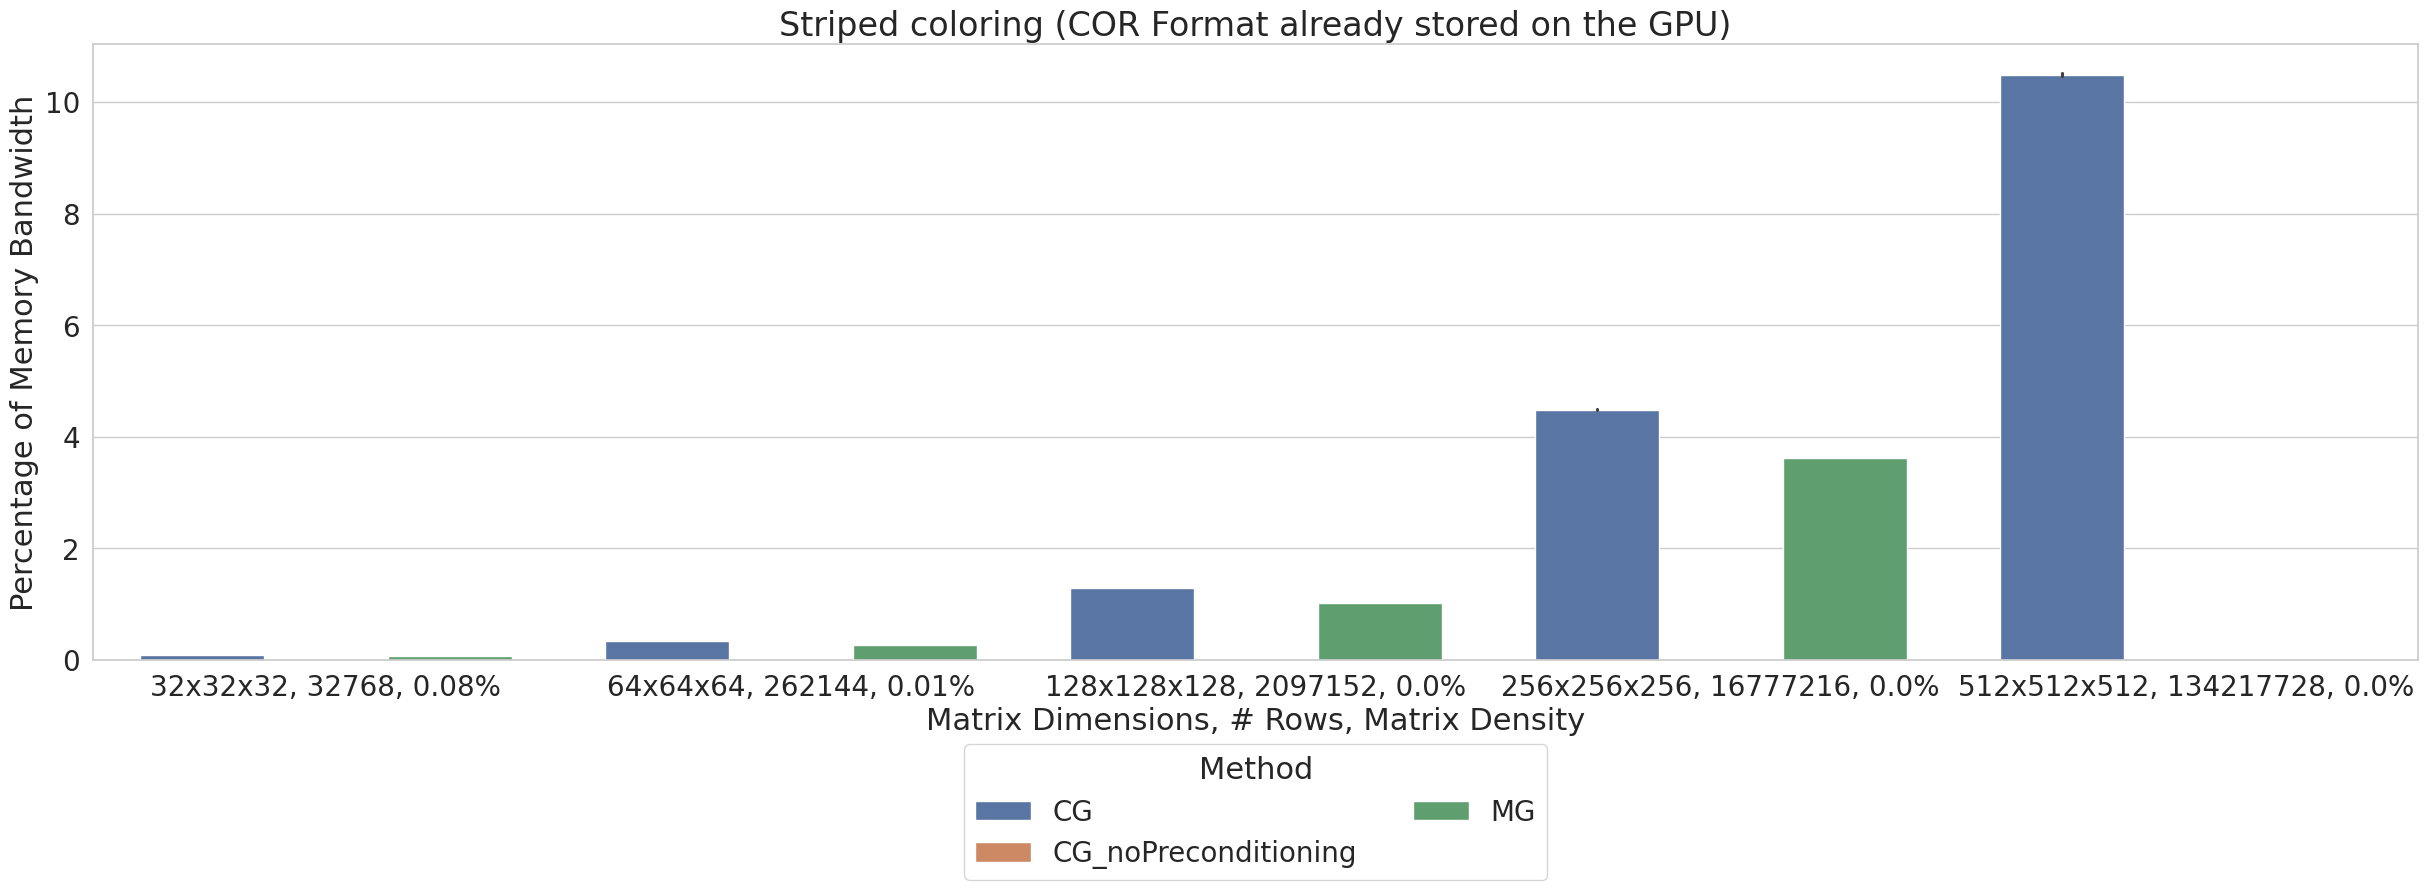 Striped coloring (COR Format already stored on the GPU)
Percentage of Memory Bandwidth
10
8
6
4
2
0
32x32x32, 32768, 0.08%
64x64x64, 262144, 0.01%
128x128x128, 2097152, 0.0%
256x256x256, 16777216, 0.0%
512x512x512, 134217728, 0.0%
Matrix Dimensions, # Rows, Matrix Density
Method
CG
CG_noPreconditioning
MG